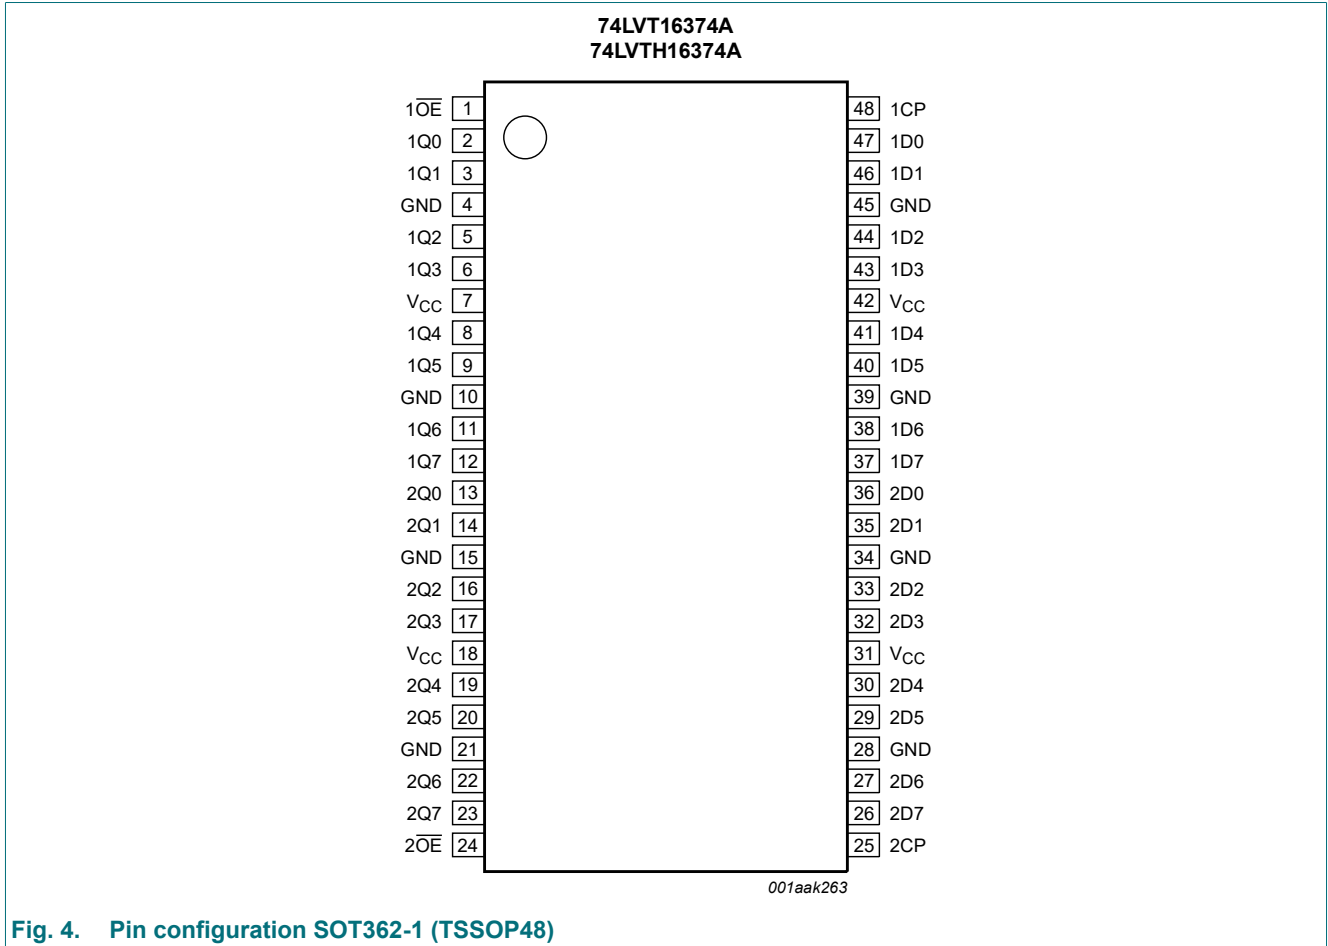 74LVT16374A
74LVTH16374A
1OE 1 48 1CP
1Q0 2 47 1D0
1Q1 3 46 1D1
GND 4 45 GND
1Q2 5 44 1D2
1Q3 6 43 1D3
VCC 7 42 VCC
1Q4 8 41 1D4
1Q5 9 40 1D5
GND 10 39 GND
1Q6 11 38 1D6
1Q7 12 37 1D7
2Q0 13 36 2D0
2Q1 14 35 2D1
GND 15 34 GND
2Q2 16 33 2D2
2Q3 17 32 2D3
VCC 18 31 VCC
2Q4 19 30 2D4
2Q5 20 29 2D5
GND 21 28 GND
2Q6 22 27 2D6
2Q7 23 26 2D7
2OE 24 25 2CP
001aak263
Fig. 4. Pin configuration SOT362-1 (TSSOP48)